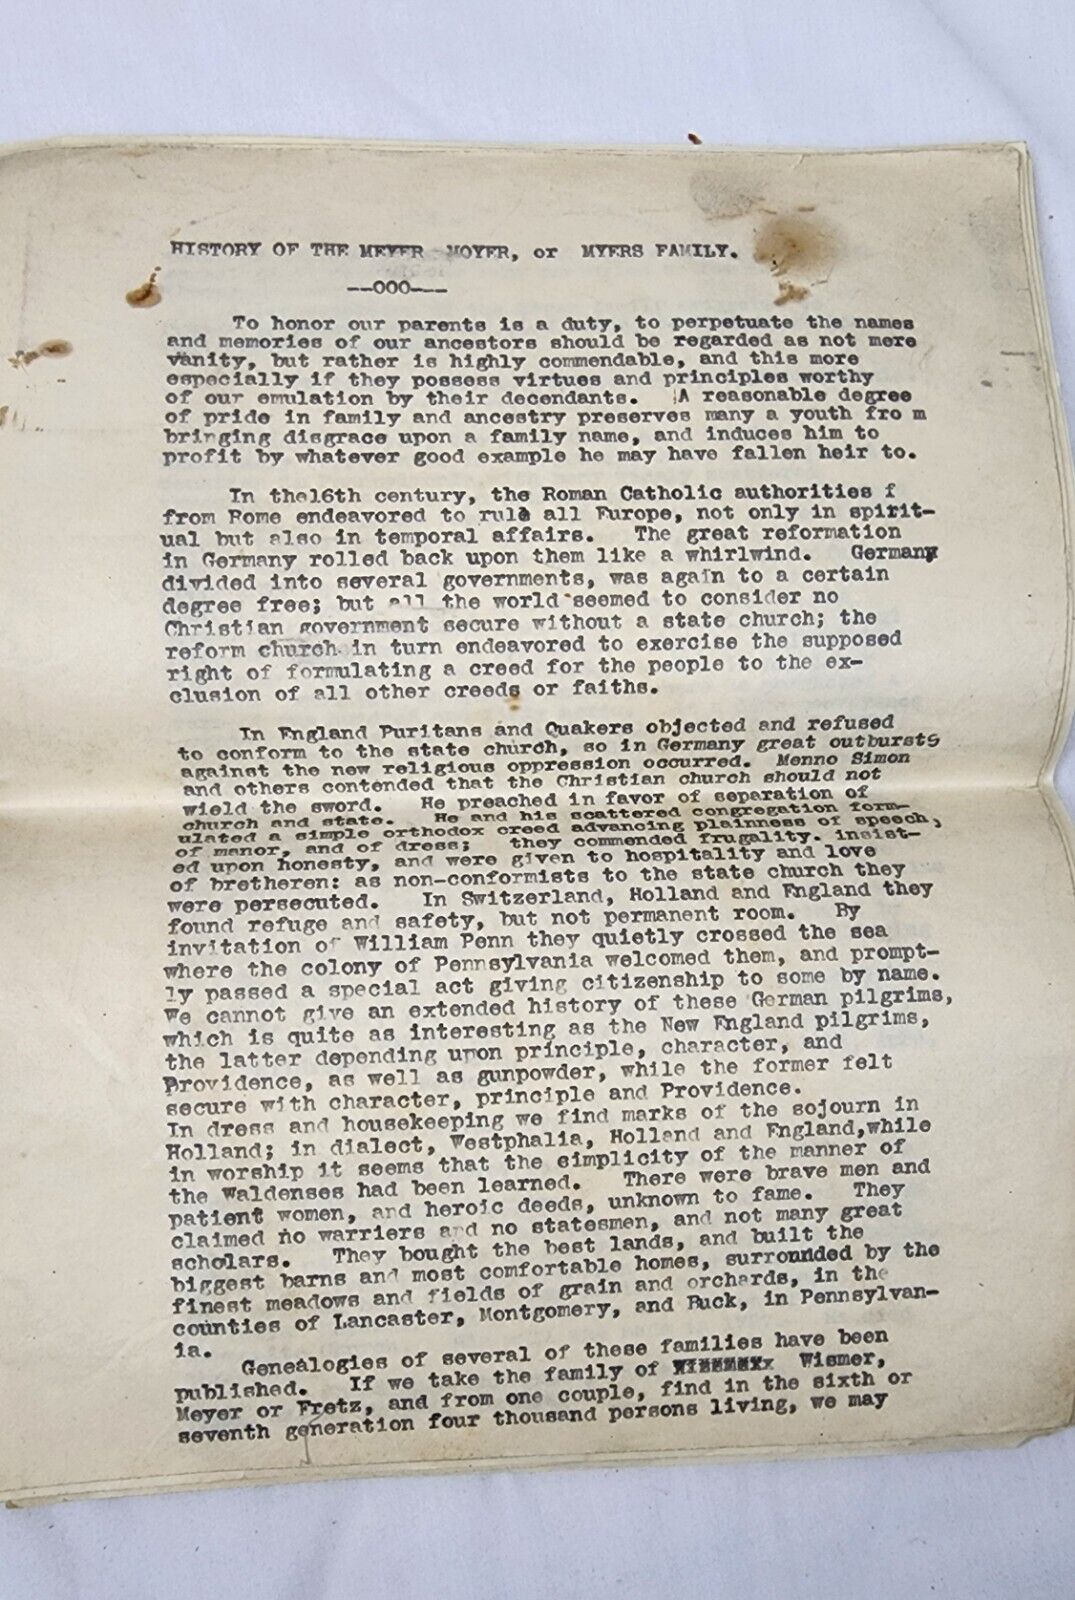 HISTORY OF THE MEYER MOYER, or MYERS FAMILY.
--000---
To honor our parents is a duty, to perpetuate the names
and memories of our ancestors should be regarded as not mere
vanity, but rather is highly commendable, and this more
especially if they possess virtues and principles worthy
of our emulation by their decendants. A reasonable degree
of pride in family and ancestry preserves many a youth fro m
bringing disgrace upon a family name, and induces him to
profit by whatever good example he may have fallen heir to.
In the16th century, the Roman Catholic authorities f
from Rome endeavored to rule all Europe, not only in spirit-
ual but also in temporal affairs. The great reformation
in Germany rolled back upon them like a whirlwind. Germany
divided into several governments, was again to a certain
degree free; but all the world seemed to consider no
Christian government secure without a state church; the
reform church in turn endeavored to exercise the supposed
right of formulating a creed for the people to the ex-
clusion of all other creeds or faiths.
In England Puritans and Quakers objected and refused
to conform to the state church, so in Germany great outbursts
against the new religious oppression occurred. Menno Simon
and others contended that the Christian church should not
wield the sword. He preached in favor of separation of
church and state. He and his scattered congregation form-
ulated a simple orthodox creed advancing plainness of speech,
of manor, and of dress; they commended frugality. insist-
ed upon honesty, and were given to hospitality and love
of bretheren: as non-conformists to the state church they
were persecuted. In Switzerland, Holland and England they
found refuge and safety, but not permanent room. By
invitation of William Penn they quietly crossed the sea
where the colony of Pennsylvania welcomed them, and prompt-
ly passed a special act giving citizenship to some by name.
We cannot give an extended history of these German pilgrims,
which is quite as interesting as the New England pilgrims,
the latter depending upon principle, character, and
Providence, as well as gunpowder, while the former felt
secure with character, principle and Providence.
In dress and housekeeping we find marks of the sojourn in
Holland; in dialect, Westphalia, Holland and England,while
in worship it seems that the simplicity of the manner of
the Waldenses had been learned. There were brave men and
patient women, and heroic deeds, unknown to fame. They
claimed no warriers and no statesmen, and not many great
scholars. They bought the best lands, and built the
biggest barns and most comfortable homes, surrounded by the
finest meadows and fields of grain and orchards, in the
counties of Lancaster, Montgomery, and Buck, in Pennsylvan-
ia.
Genealogies of several of these families have been
published. If we take the family of Wismer,
Meyer or Fretz, and from one couple, find in the sixth or
seventh generation four thousand persons living, we may